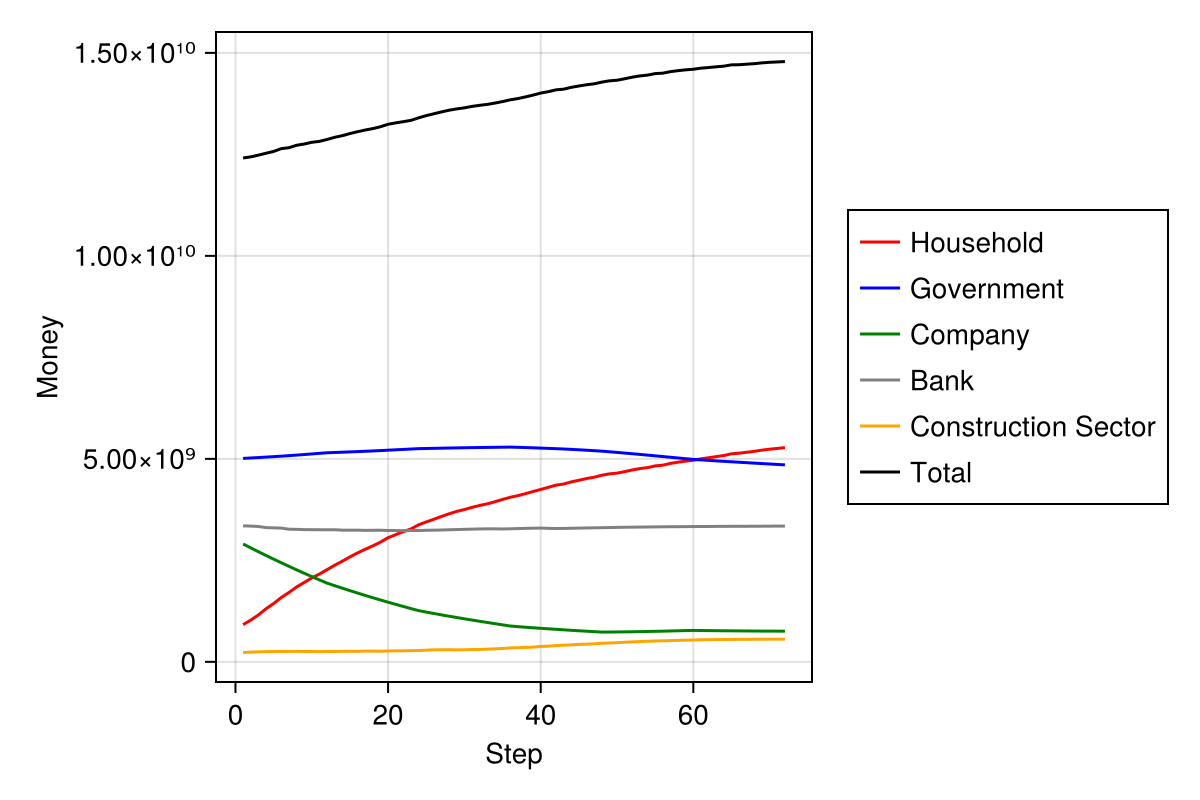 1.50×10¹⁰
1.00×10¹⁰
5.00×10⁹
0
Money
0 20 40 60
Step
Household
Government
Company
Bank
Construction Sector
Total